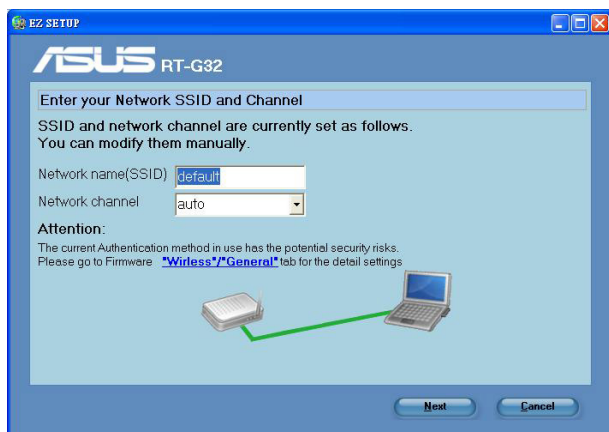 EZ SETUP
ASUS RT-G32
Enter your Network SSID and Channel
SSID and network channel are currently set as follows.
You can modify them manually.
Network name(SSID) default
Network channel auto
Attention:
The current Authentication method in use has the potential security risks.
Please go to Firmware "Wirless"/"General" tab for the detail settings
Next Cancel